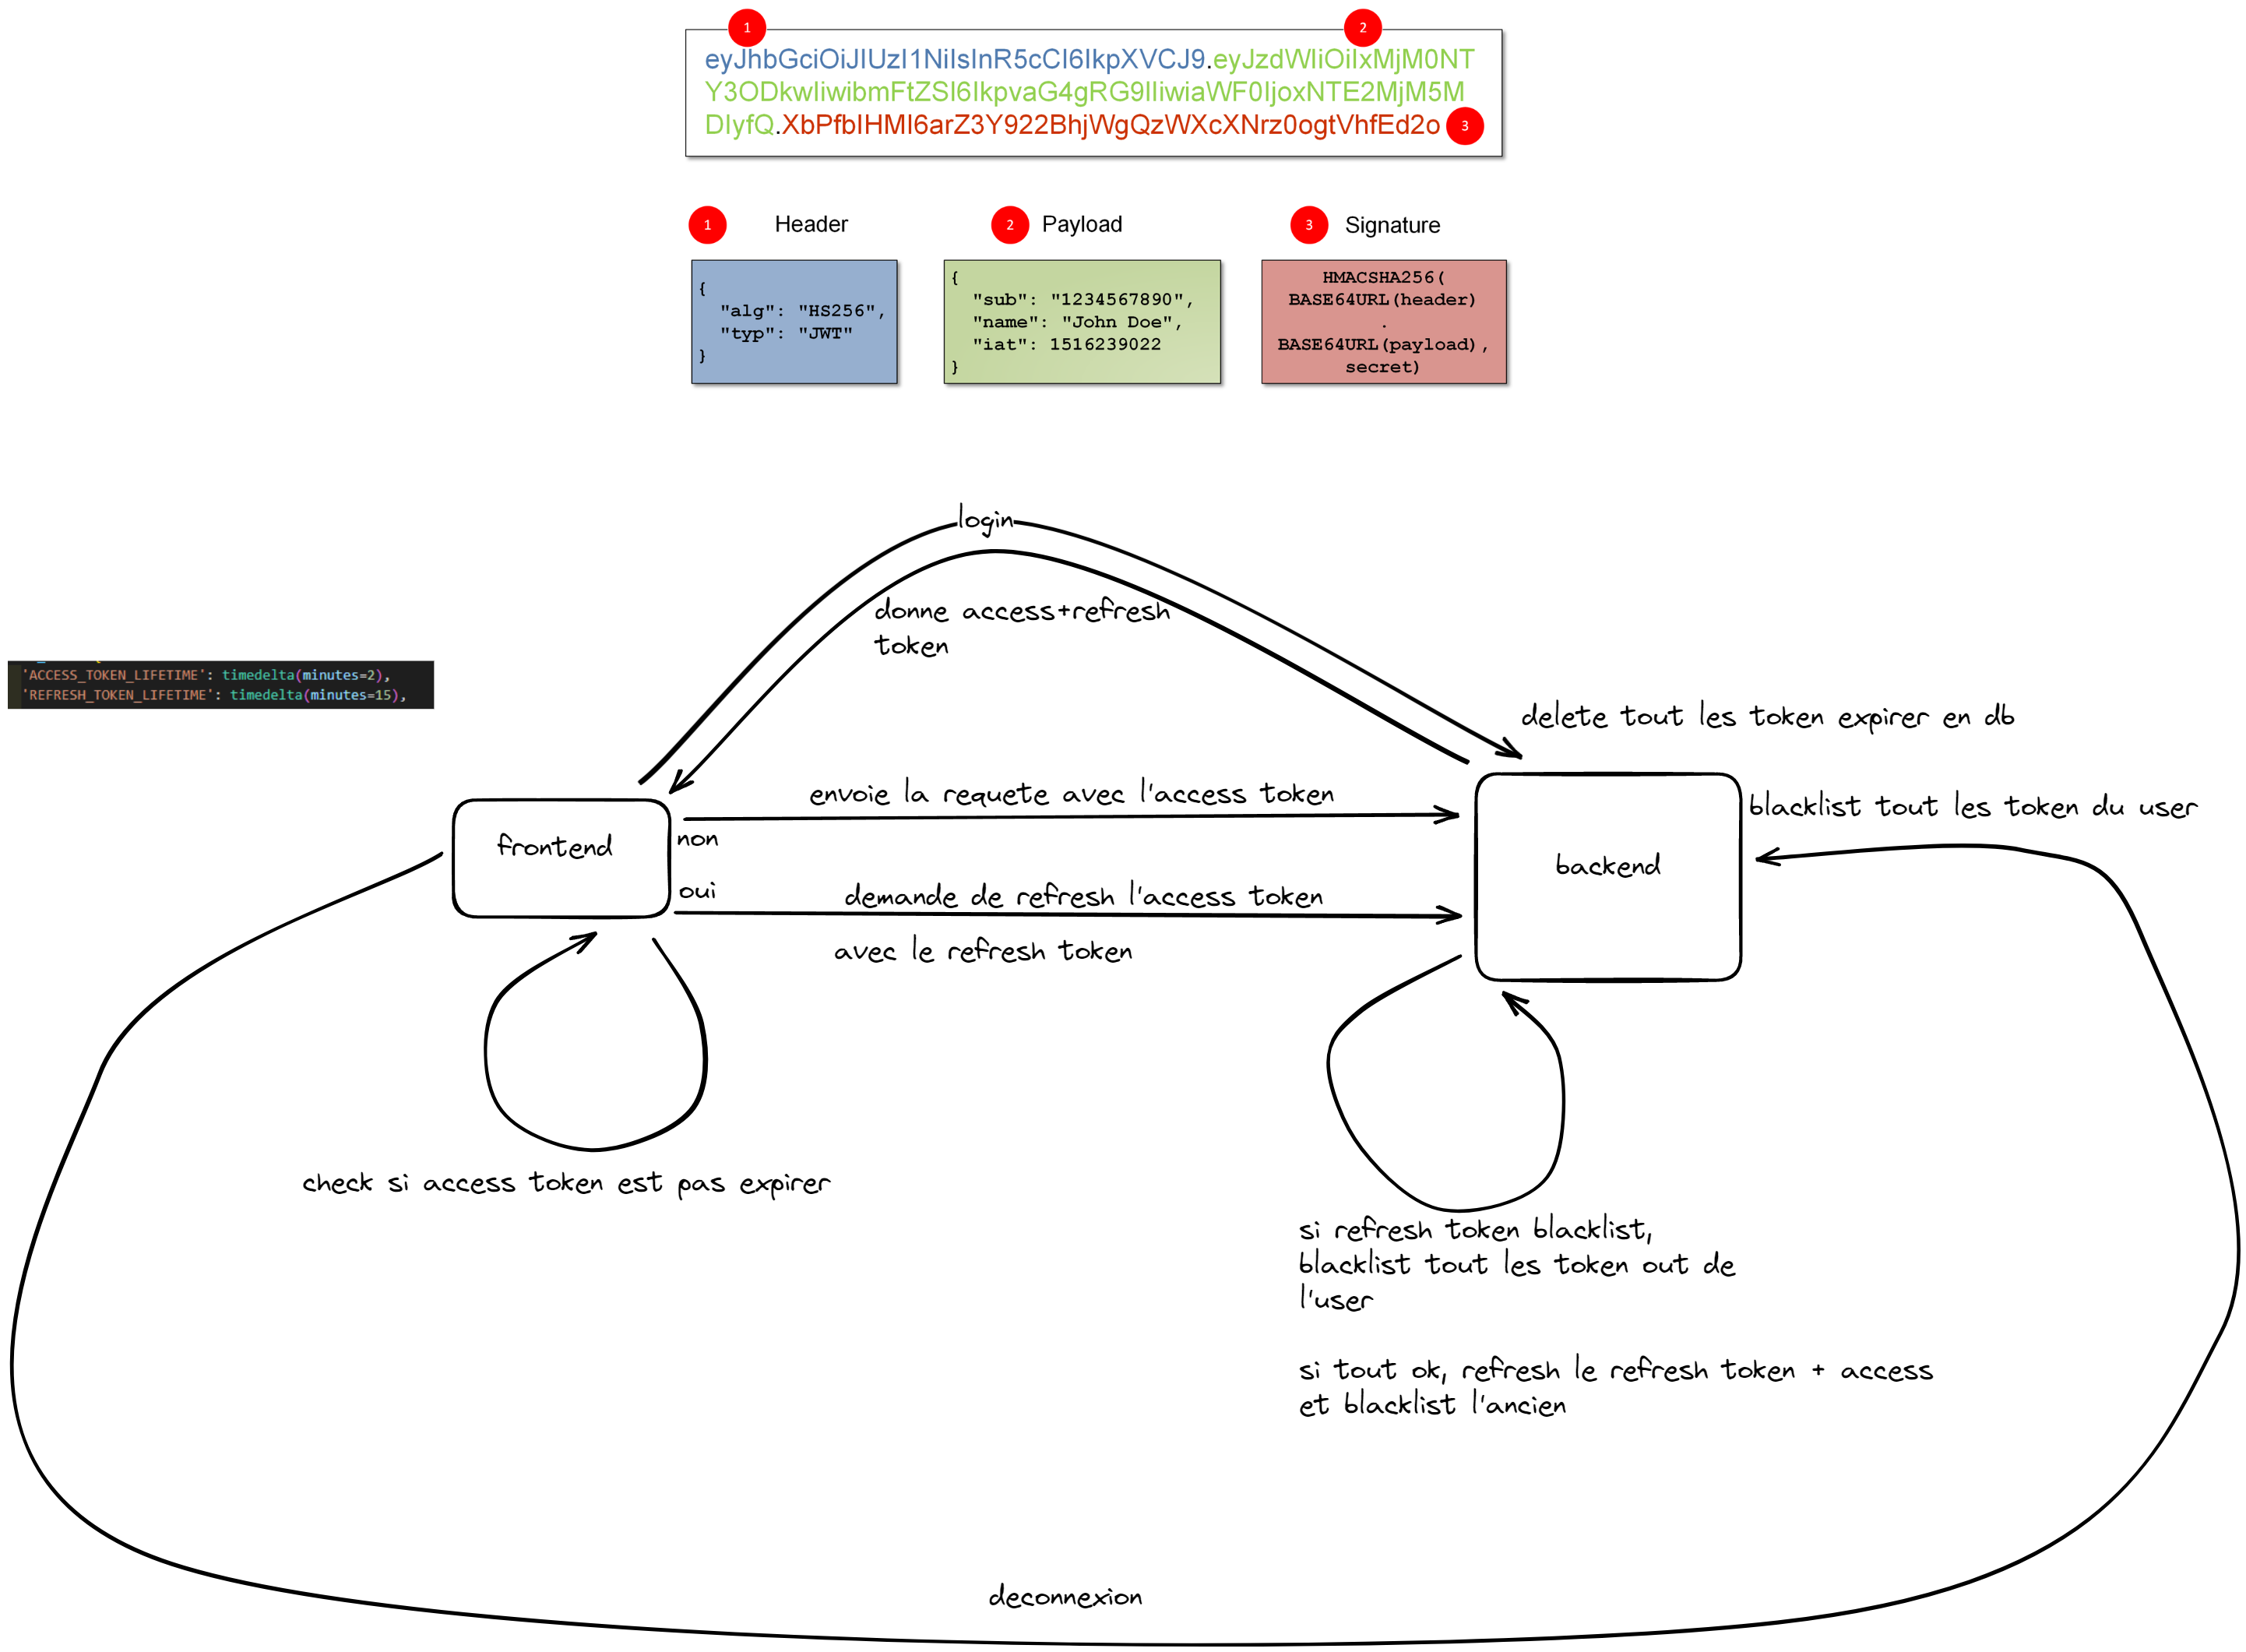 1
2
eyJhbGciOiJIUzI1NiIsInR5cCI6IkpXVCJ9.eyJzdWIiOiIxMjM0NT
Y3ODkwIiwibmFtZSI6IkpvaG4gRG9lIiwiaWF0IjoxNTE2MjM5M
DIyfQ.XbPfbIHMI6arZ3Y922BhjWgQzWXcXNrz0ogtVhfEd2o
3
1
Header
2
Payload
3
Signature
{
"alg": "HS256",
"typ": "JWT"
}
{
"sub": "1234567890",
"name": "John Doe",
"iat": 1516239022
}
HMACSHA256(
BASE64URL(header)
.
BASE64URL(payload),
secret)
login
donne access+refresh
token
'ACCESS_TOKEN_LIFETIME': timedelta(minutes=2),
'REFRESH_TOKEN_LIFETIME': timedelta(minutes=15),
delete tout les token expirer en db
envoie la requete avec l'access token
blacklist tout les token du user
frontend
non
oui
backend
demande de refresh l'access token
avec le refresh token
check si access token est pas expirer
si refresh token blacklist,
blacklist tout les token out de
l'user
si tout ok, refresh le refresh token + access
et blacklist l'ancien
deconnexion